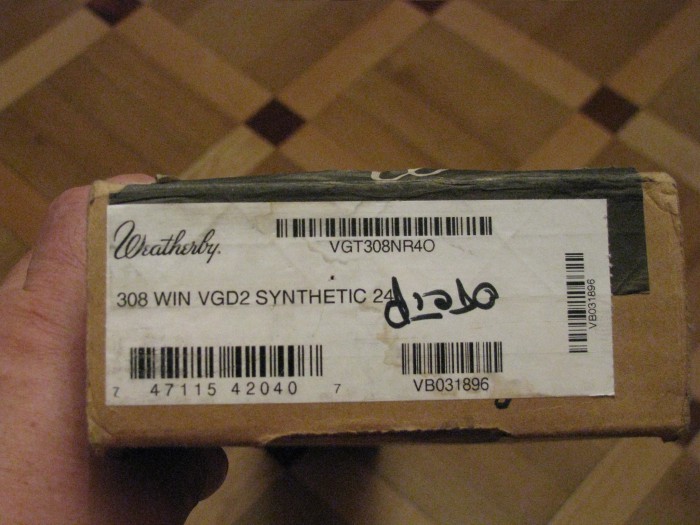 Weatherby.
VGT308NR4O
308 WIN VGD2 SYNTHETIC 24
7 47115 42040 7
VB031896
VB031896